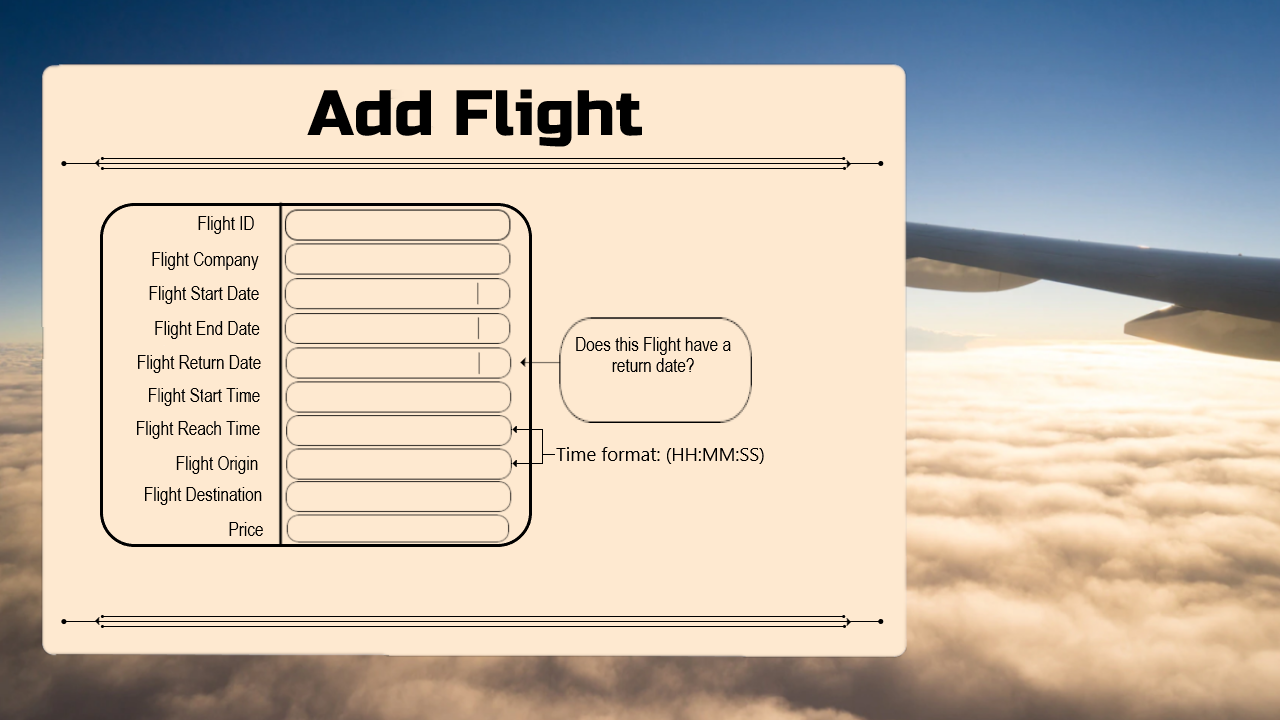 Add Flight
Flight ID
Flight Company
Flight Start Date
Flight End Date
Flight Return Date
Flight Start Time
Flight Reach Time
Flight Origin
Flight Destination
Price
Does this Flight have a
return date?
Time format: (HH:MM:SS)